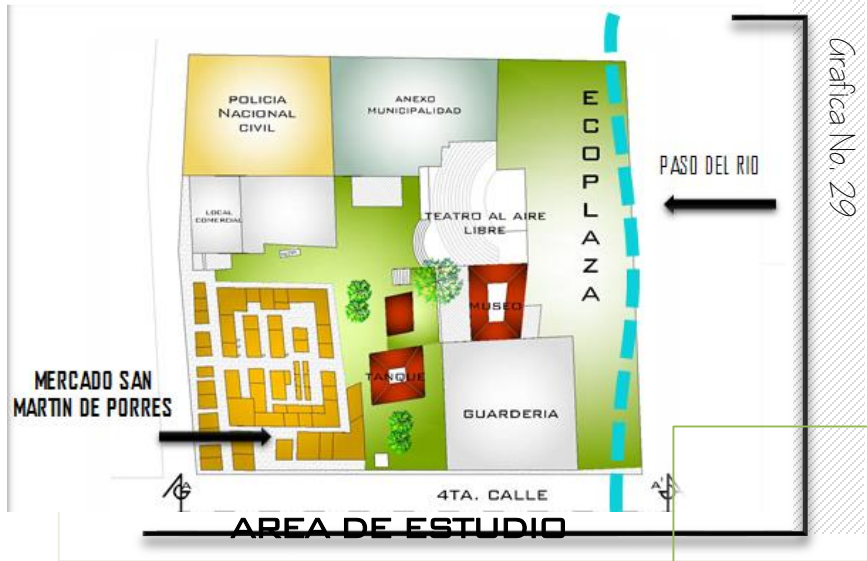 Grafica No. 29
POLICIA
NACIONAL
CIVIL
ANEXO
MUNICIPALIDAD
ECOPLAZA
PASO DEL RIO
LOCAL
COMERCIAL
TEATRO AL AIRE
LIBRE
MUSEO
MERCADO SAN
MARTIN DE PORRES
TANQUE
GUARDERIA
A
4TA. CALLE
A'
AREA DE ESTUDIO